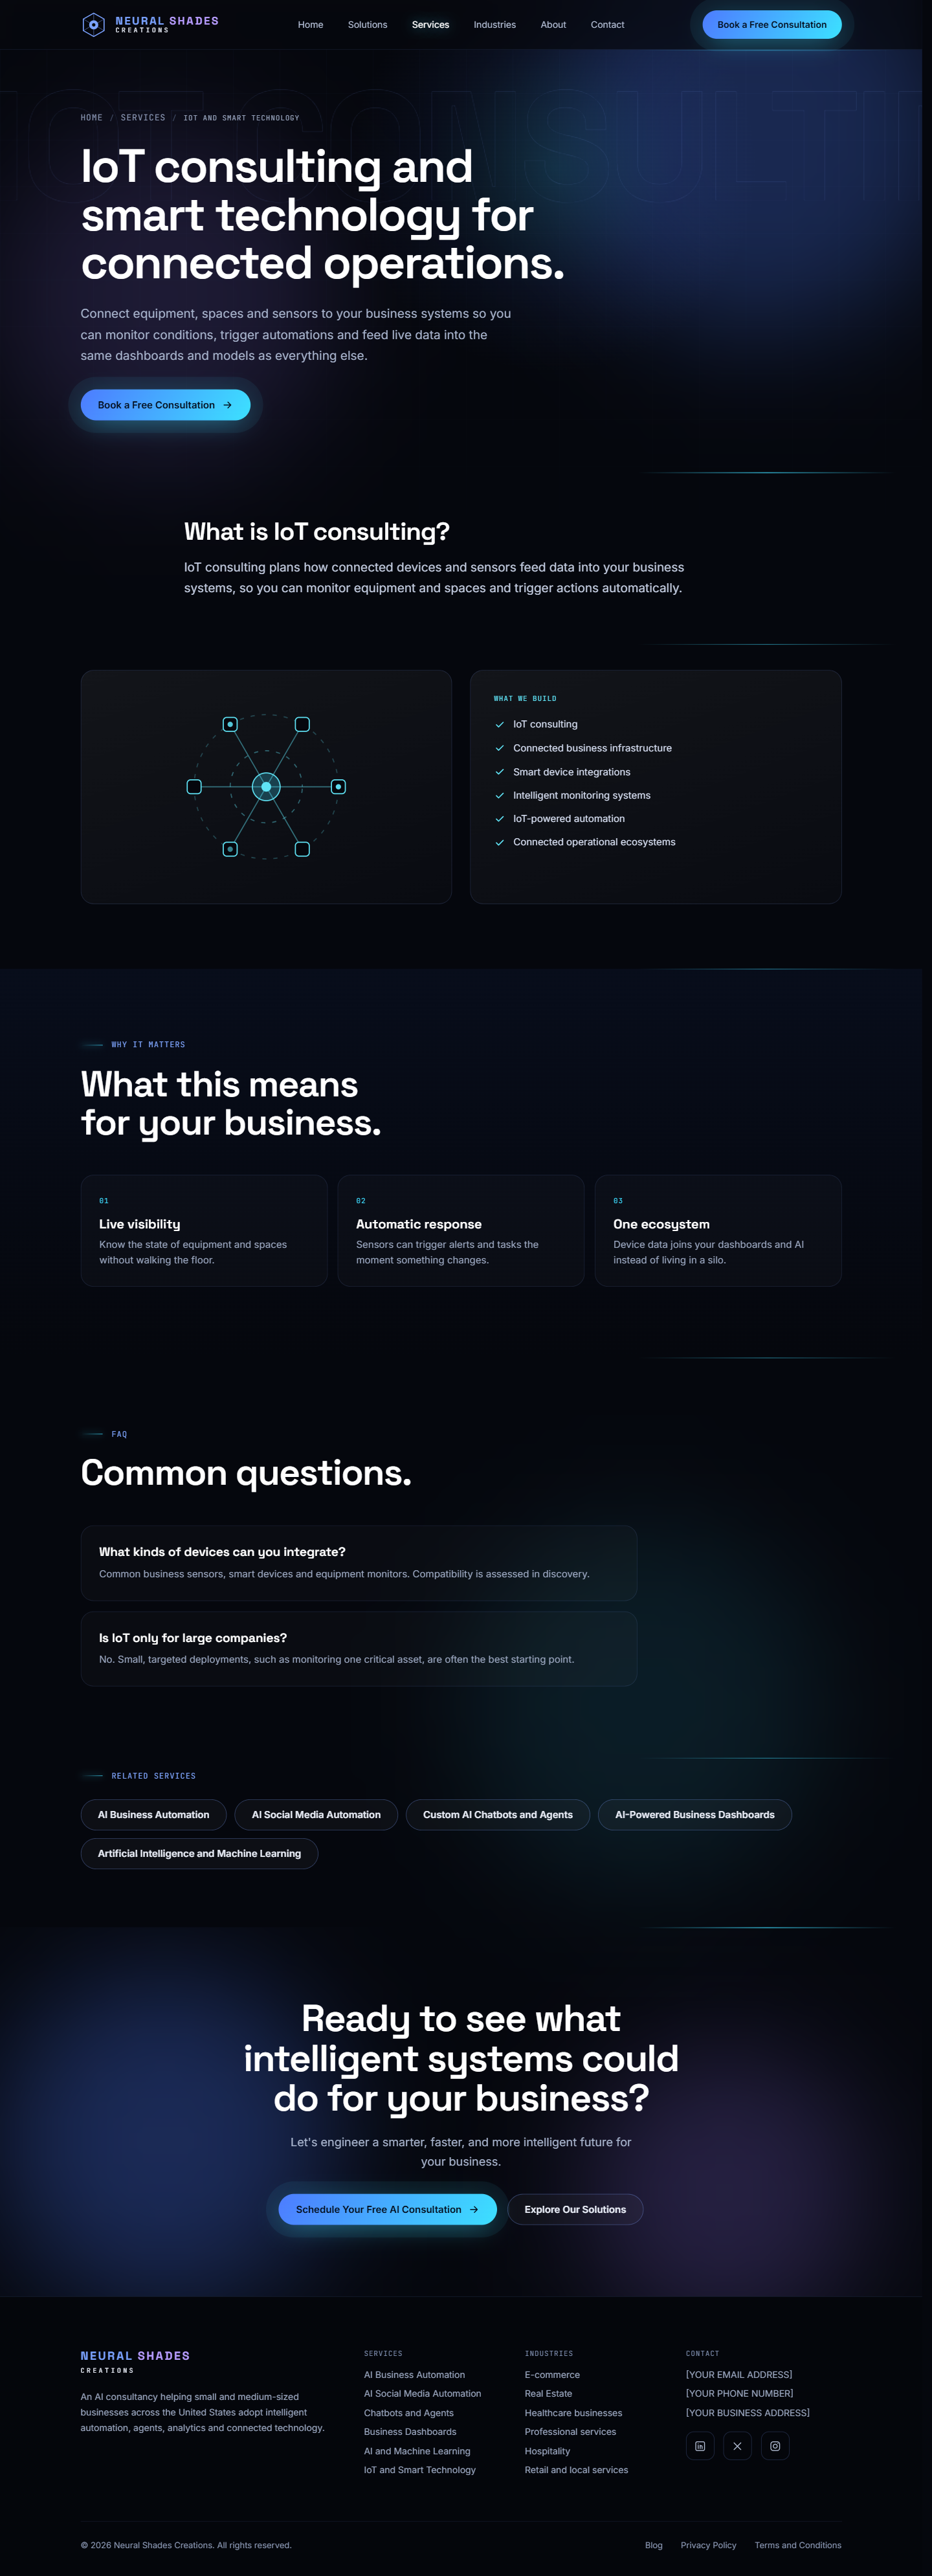 NEURAL SHADES
CREATIONS
Home
Solutions
Services
Industries
About
Contact
Book a Free Consultation
IOT CONSULTIN
HOME / SERVICES / IOT AND SMART TECHNOLOGY
IoT consulting and
smart technology for
connected operations.
Connect equipment, spaces and sensors to your business systems so you
can monitor conditions, trigger automations and feed live data into the
same dashboards and models as everything else.
Book a Free Consultation →
What is IoT consulting?
IoT consulting plans how connected devices and sensors feed data into your business
systems, so you can monitor equipment and spaces and trigger actions automatically.
WHAT WE BUILD
IoT consulting
Connected business infrastructure
Smart device integrations
Intelligent monitoring systems
IoT-powered automation
Connected operational ecosystems
WHY IT MATTERS
What this means
for your business.
01
Live visibility
Know the state of equipment and spaces
without walking the floor.
02
Automatic response
Sensors can trigger alerts and tasks the
moment something changes.
03
One ecosystem
Device data joins your dashboards and AI
instead of living in a silo.
FAQ
Common questions.
What kinds of devices can you integrate?
Common business sensors, smart devices and equipment monitors. Compatibility is assessed in discovery.
Is IoT only for large companies?
No. Small, targeted deployments, such as monitoring one critical asset, are often the best starting point.
RELATED SERVICES
AI Business Automation
AI Social Media Automation
Custom AI Chatbots and Agents
AI-Powered Business Dashboards
Artificial Intelligence and Machine Learning
Ready to see what
intelligent systems could
do for your business?
Let's engineer a smarter, faster, and more intelligent future for
your business.
Schedule Your Free AI Consultation →
Explore Our Solutions
NEURAL SHADES
CREATIONS
An AI consultancy helping small and medium-sized
businesses across the United States adopt intelligent
automation, agents, analytics and connected technology.
SERVICES
AI Business Automation
AI Social Media Automation
Chatbots and Agents
Business Dashboards
AI and Machine Learning
IoT and Smart Technology
INDUSTRIES
E-commerce
Real Estate
Healthcare businesses
Professional services
Hospitality
Retail and local services
CONTACT
[YOUR EMAIL ADDRESS]
[YOUR PHONE NUMBER]
[YOUR BUSINESS ADDRESS]
© 2026 Neural Shades Creations. All rights reserved.
Blog
Privacy Policy
Terms and Conditions